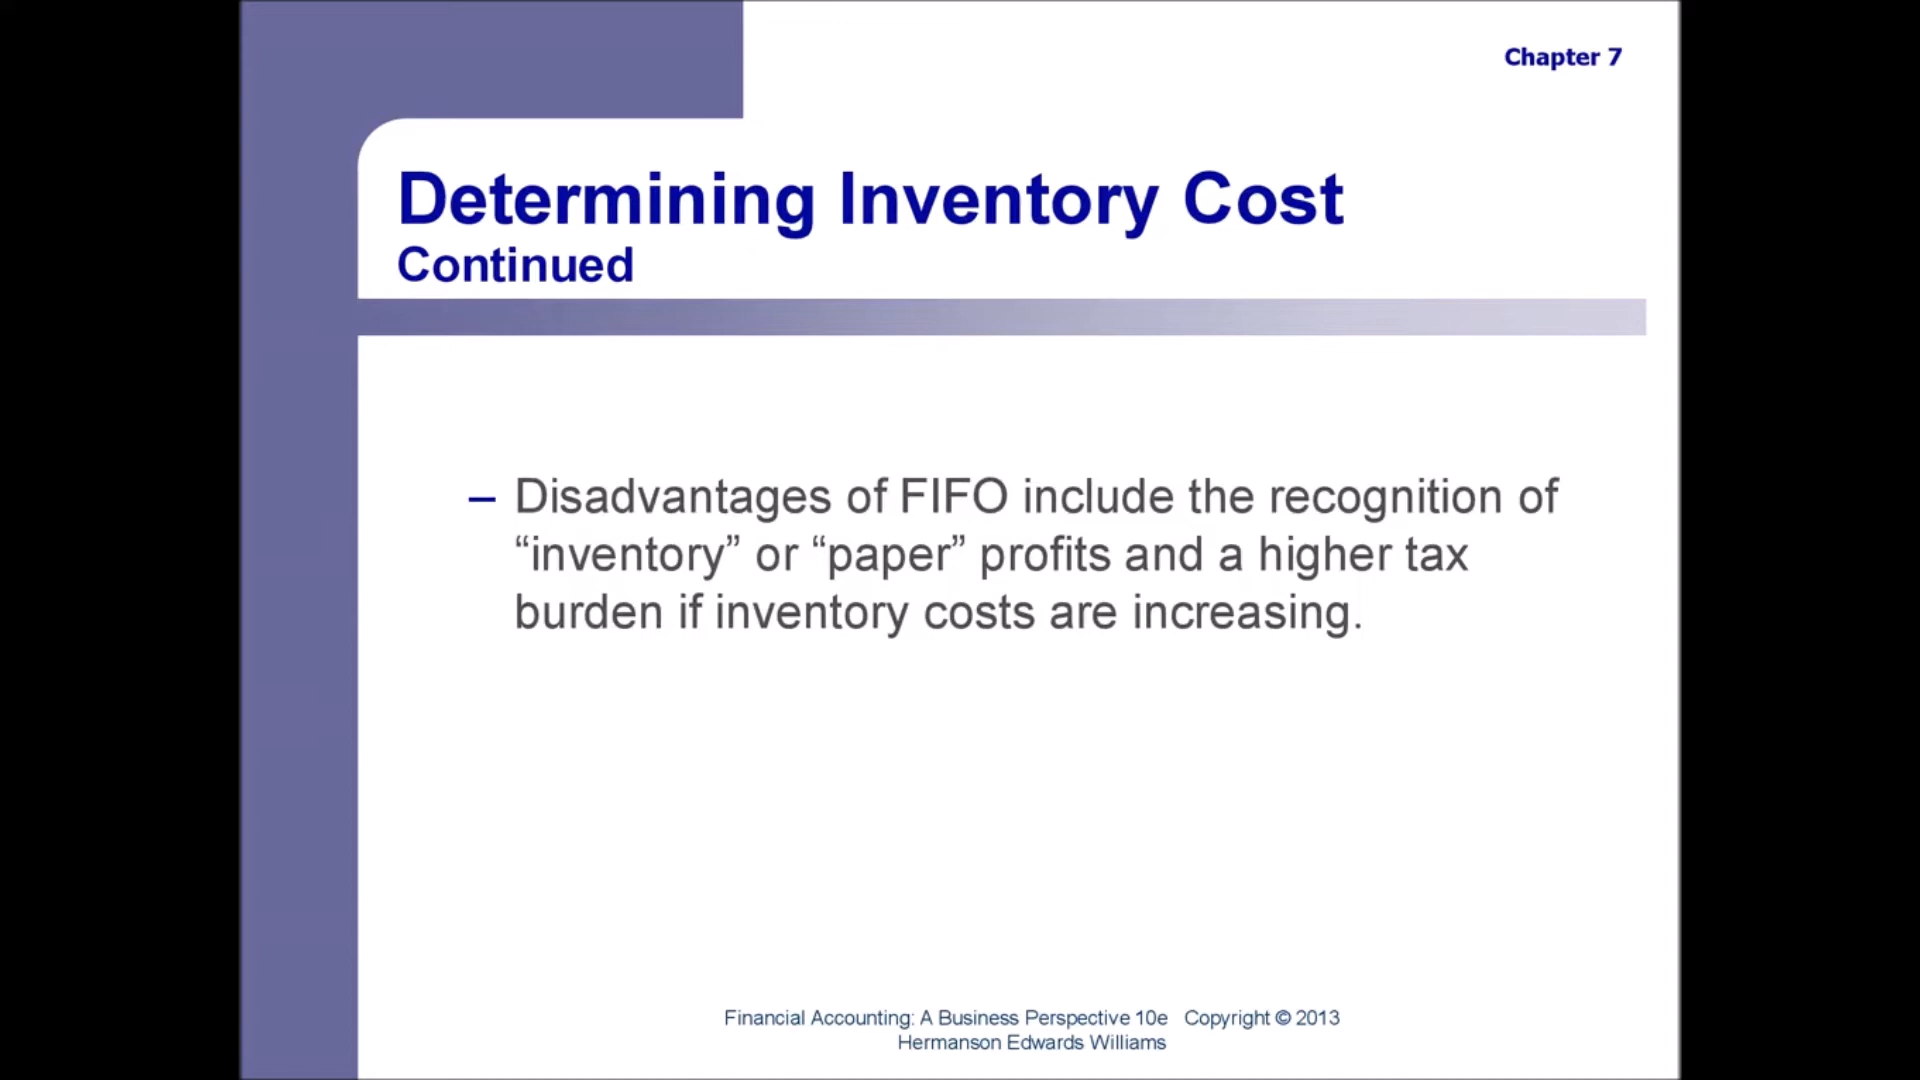 Chapter 7
Determining Inventory Cost
Continued
– Disadvantages of FIFO include the recognition of
“inventory” or “paper” profits and a higher tax
burden if inventory costs are increasing.
Financial Accounting: A Business Perspective 10e Copyright © 2013
Hermanson Edwards Williams